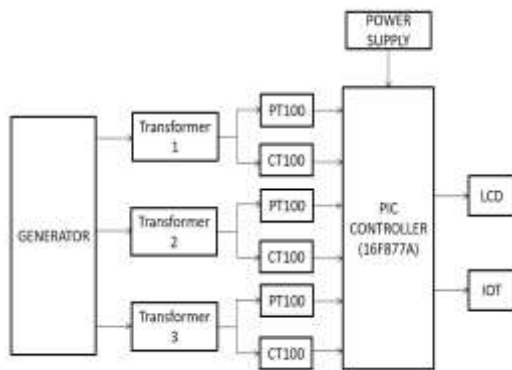 POWER
SUPPLY
GENERATOR
Transformer
1
PT100
CT100
Transformer
2
PT100
CT100
Transformer
3
PT100
CT100
PIC
CONTROLLER
(16F877A)
LCD
IOT